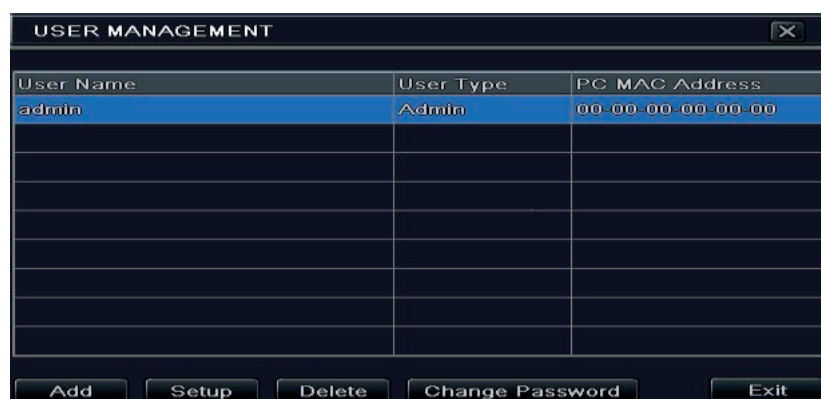 USER MANAGEMENT
User Name User Type PC MAC Address
admin Admin 00-00-00-00-00-00
Add Setup Delete Change Password Exit